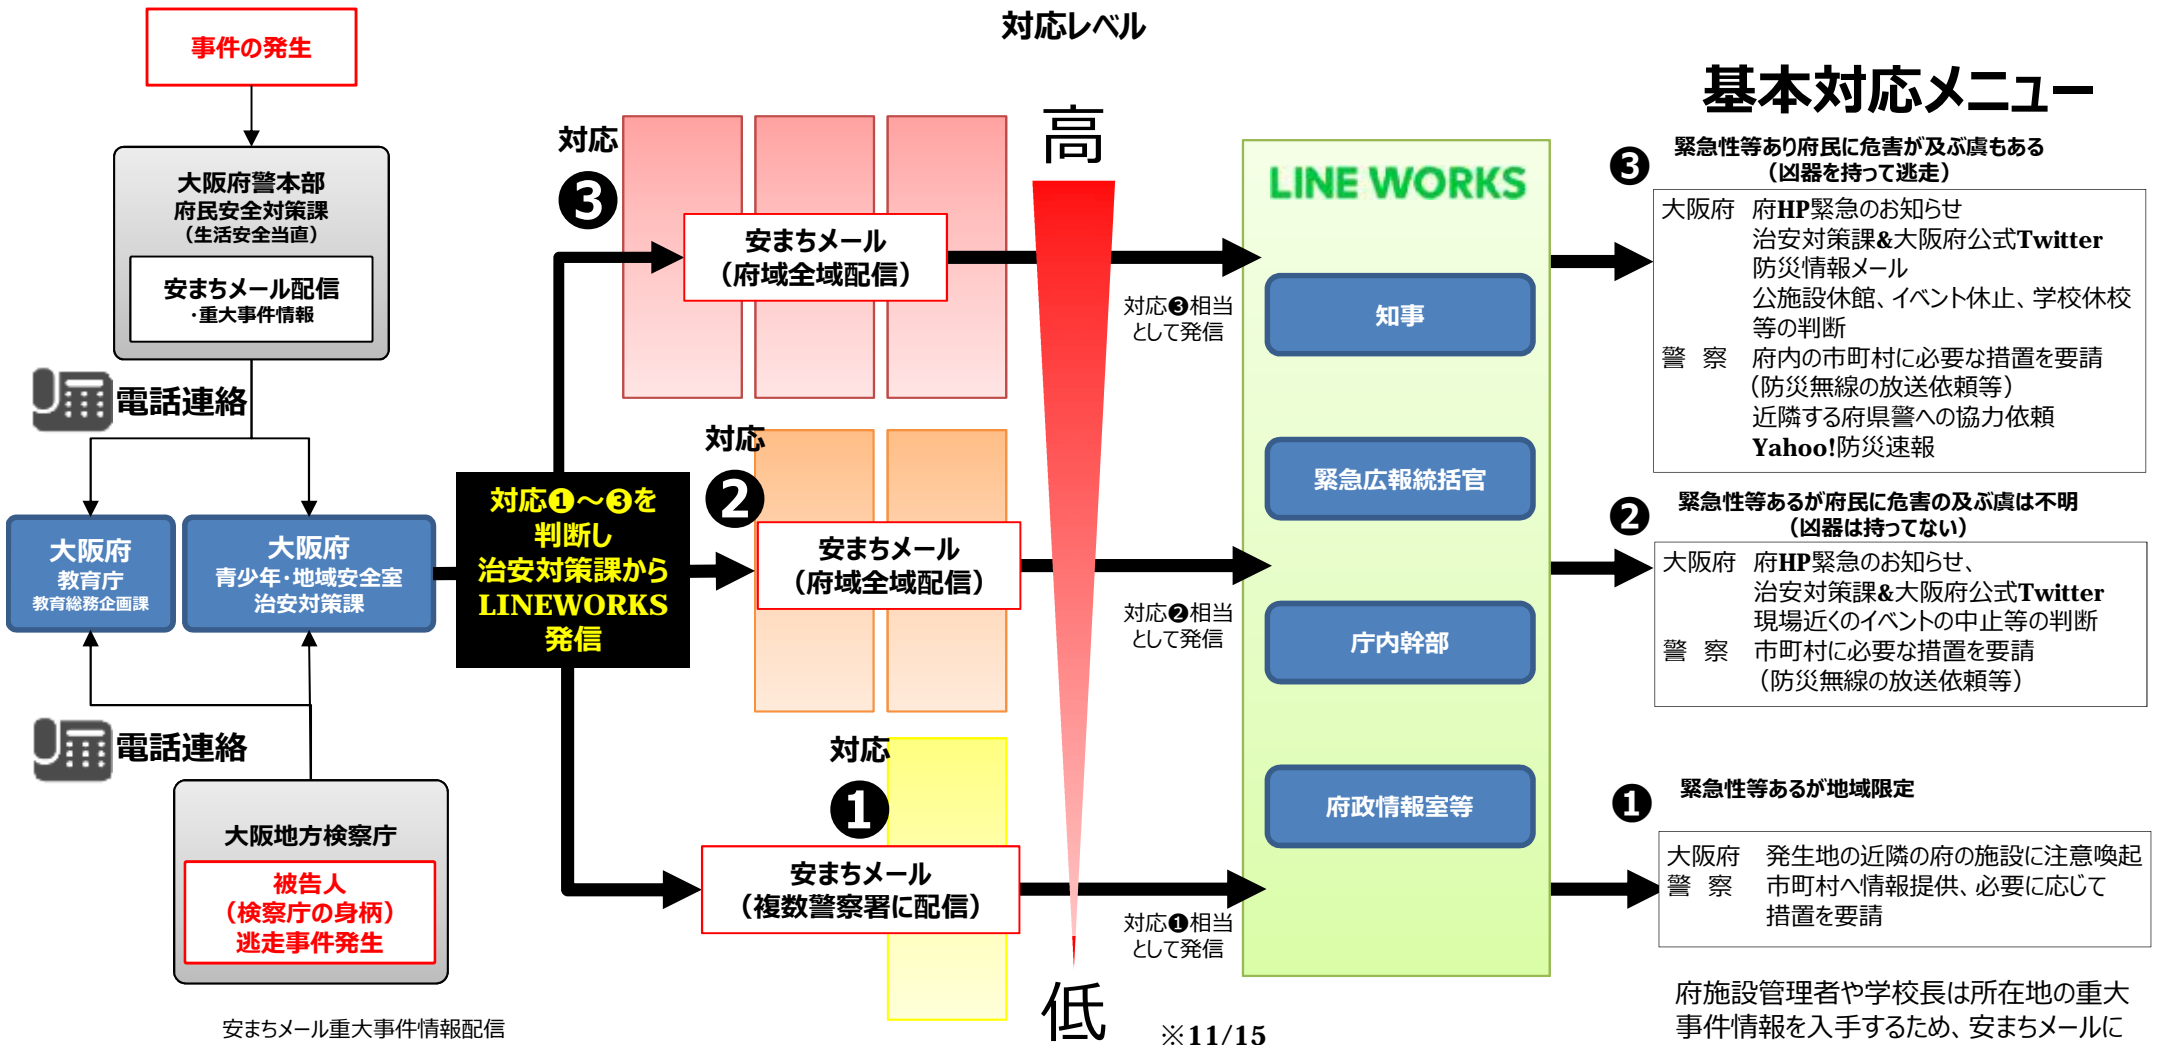 対応レベル
事件の発生
大阪府警本部
府民安全対策課
（生活安全当直）
安まちメール配信
・重大事件情報
電話連絡
大阪府
教育庁
教育総務企画課
大阪府
青少年・地域安全室
治安対策課
電話連絡
大阪地方検察庁
被告人
（検察庁の身柄）
逃走事件発生
安まちメール重大事件情報配信
対応❶～❸を
判断し
治安対策課から
LINEWORKS
発信
対応
❸
安まちメール
（府域全域配信）
対応
❷
安まちメール
（府域全域配信）
対応
❶
安まちメール
（複数警察署に配信）
高
低
対応❸相当
として発信
対応❷相当
として発信
対応❶相当
として発信
※11/15
LINE WORKS
知事
緊急広報統括官
庁内幹部
府政情報室等
基本対応メニュー
❸
緊急性等あり府民に危害が及ぶ虞もある
（凶器を持って逃走）
大阪府 府HP緊急のお知らせ
治安対策課&大阪府公式Twitter
防災情報メール
公施設休館、イベント休止、学校休校
等の判断
警 察 府内の市町村に必要な措置を要請
（防災無線の放送依頼等）
近隣する府県警への協力依頼
Yahoo!防災速報
❷
緊急性等あるが府民に危害の及ぶ虞は不明
（凶器は持ってない）
大阪府 府HP緊急のお知らせ、
治安対策課&大阪府公式Twitter
現場近くのイベントの中止等の判断
警 察 市町村に必要な措置を要請
（防災無線の放送依頼等）
❶
緊急性等あるが地域限定
大阪府 発生地の近隣の府の施設に注意喚起
警 察 市町村へ情報提供、必要に応じて
措置を要請
府施設管理者や学校長は所在地の重大
事件情報を入手するため、安まちメールに